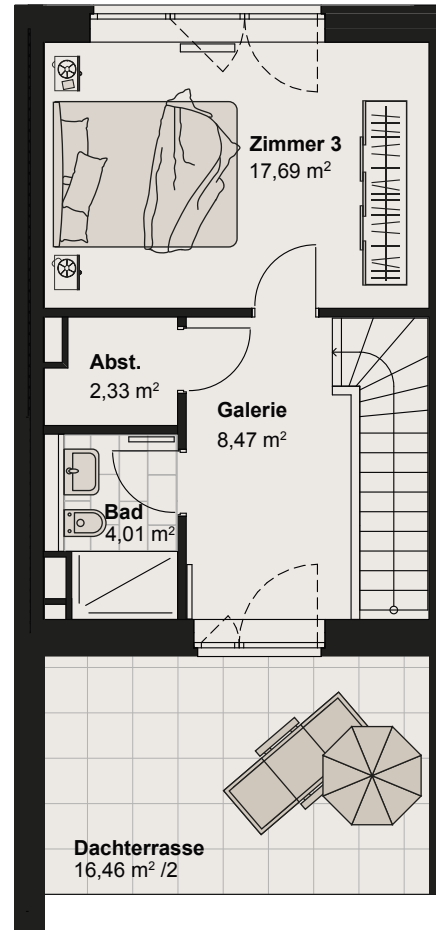 Zimmer 3
17,69 m²
Abst.
2,33 m²
Galerie
8,47 m²
Bad
4,01 m²
Dachterrasse
16,46 m² /2